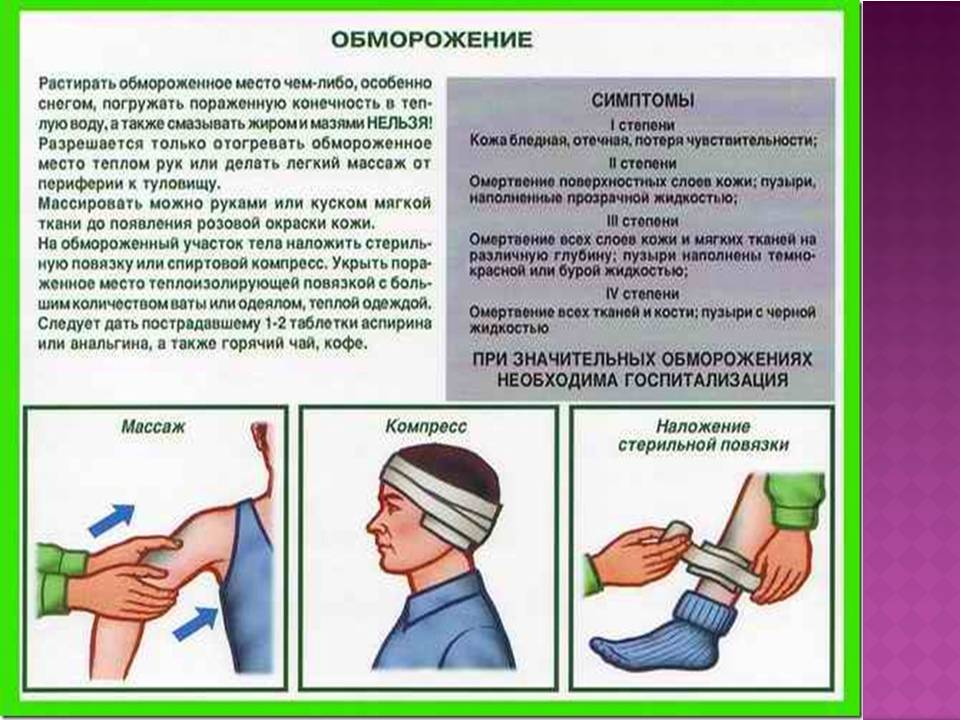 ОБМОРОЖЕНИЕ
Растирать обмороженное место чем-либо, особенно
снегом, погружать пораженную конечность в теп-
лую воду, а также смазывать жиром и мазями НЕЛЬЗЯ!
Разрешается только отогревать обмороженное
место теплом рук или делать легкий массаж от
периферии к туловищу.
Массировать можно руками или куском мягкой
ткани до появления розовой окраски кожи.
На обмороженный участок тела наложить стериль-
ную повязку или спиртовой компресс. Укрыть пора-
женное место теплоизолирующей повязкой с боль-
шим количеством ваты или одеялом, теплой одеждой.
Следует дать пострадавшему 1-2 таблетки аспирина
или анальгина, а также горячий чай, кофе.
СИМПТОМЫ
I степени
Кожа бледная, отечная, потеря чувствительности;
II степени
Омертвение поверхностных слоев кожи; пузыри,
наполненные прозрачной жидкостью;
III степени
Омертвение всех слоев кожи и мягких тканей на
различную глубину; пузыри наполнены темно-
красной или бурой жидкостью;
IV степени
Омертвение всех тканей и кости; пузыри с черной
жидкостью
ПРИ ЗНАЧИТЕЛЬНЫХ ОБМОРОЖЕНИЯХ
НЕОБХОДИМА ГОСПИТАЛИЗАЦИЯ
Массаж
Компресс
Наложение
стерильной повязки